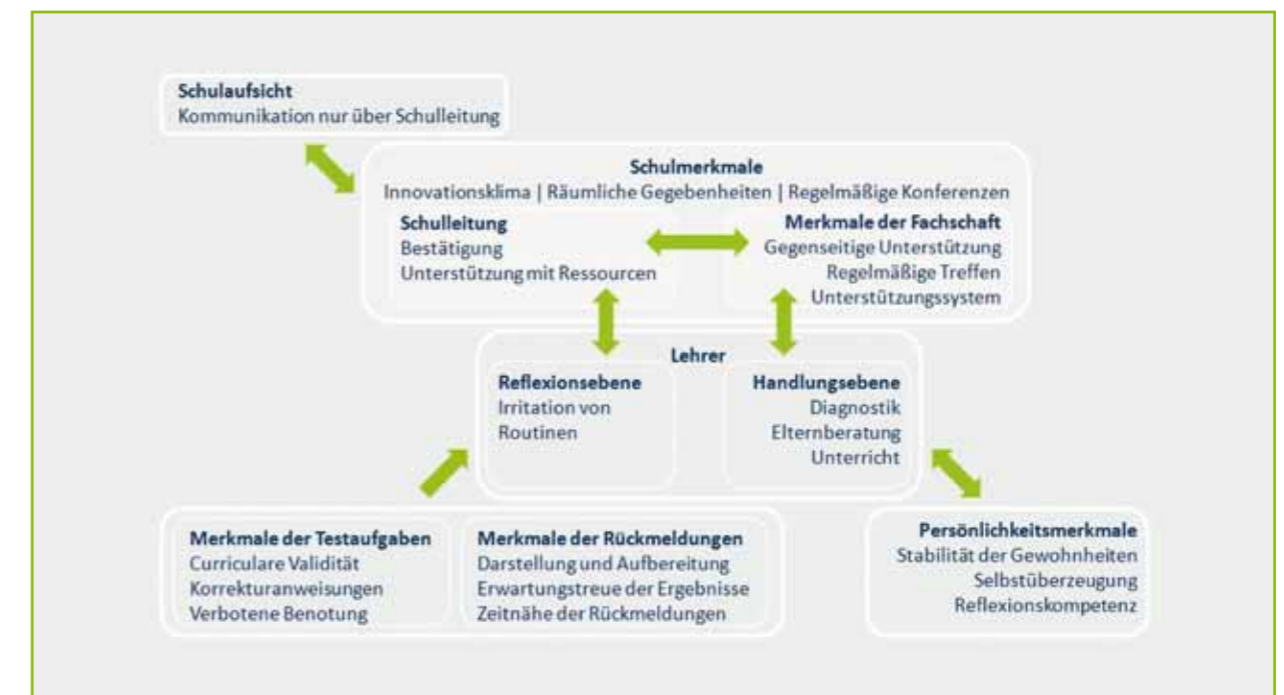 Schulaufsicht
Kommunikation nur über Schulleitung
Schulmerkmale
Innovationsklima | Räumliche Gegebenheiten | Regelmäßige Konferenzen
Schulleitung
Bestätigung
Unterstützung mit Ressourcen
Merkmale der Fachschaft
Gegenseitige Unterstützung
Regelmäßige Treffen
Unterstützungssystem
Lehrer
Reflexionsebene
Irritation von
Routinen
Handlungsebene
Diagnostik
Elternberatung
Unterricht
Merkmale der Testaufgaben
Curriculare Validität
Korrekturanweisungen
Verbotene Benotung
Merkmale der Rückmeldungen
Darstellung und Aufbereitung
Erwartungstreue der Ergebnisse
Zeitnähe der Rückmeldungen
Persönlichkeitsmerkmale
Stabilität der Gewohnheiten
Selbstüberzeugung
Reflexionskompetenz